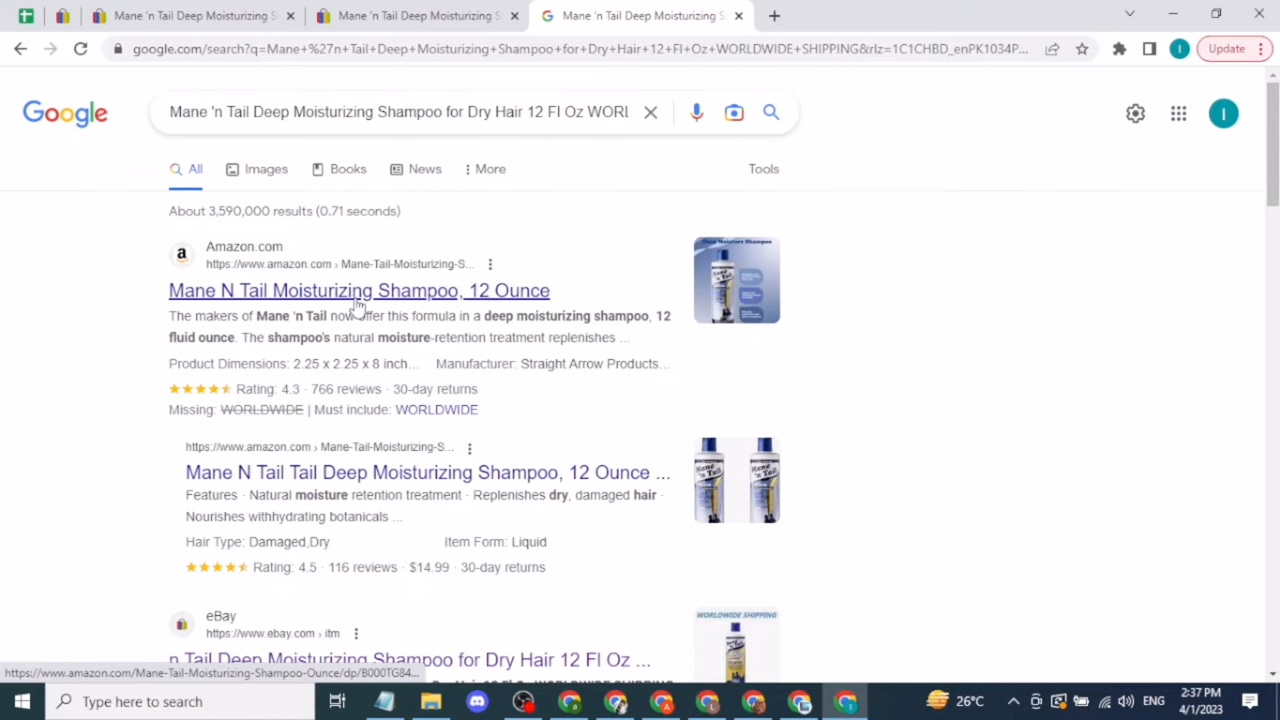 Mane 'n Tail Deep Moisturizing S
Mane 'n Tail Deep Moisturizing S
Mane 'n Tail Deep Moisturizing S
google.com/search?q=Mane+%27n+Tail+Deep+Moisturizing+Shampoo+for+Dry+Hair+12+Fl+Oz+WORLDWIDE+SHIPPING&rlz=1C1CHBD_enPK1034P...
I
Update
Google
Mane 'n Tail Deep Moisturizing Shampoo for Dry Hair 12 Fl Oz WORL
I
All
Images
Books
News
More
Tools
About 3,590,000 results (0.71 seconds)
a
Amazon.com
https://www.amazon.com › Mane-Tail-Moisturizing-S...
Mane N Tail Moisturizing Shampoo, 12 Ounce
The makers of Mane 'n Tail now offer this formula in a deep moisturizing shampoo, 12
fluid ounce. The shampoo's natural moisture-retention treatment replenishes ...
Product Dimensions: 2.25 x 2.25 x 8 inch... Manufacturer: Straight Arrow Products...
Rating: 4.3 · 766 reviews · 30-day returns
Missing: WORLDWIDE | Must include: WORLDWIDE
Deep Moisture Shampoo
https://www.amazon.com › Mane-Tail-Moisturizing-S...
Mane N Tail Tail Deep Moisturizing Shampoo, 12 Ounce ...
Features · Natural moisture retention treatment · Replenishes dry, damaged hair ·
Nourishes withhydrating botanicals ...
Hair Type: Damaged,Dry Item Form: Liquid
Rating: 4.5 · 116 reviews · $14.99 · 30-day returns
Mane 'n Tail
Mane 'n Tail
eBay
https://www.ebay.com › itm
n Tail Deep Moisturizing Shampoo for Dry Hair 12 Fl Oz ...
WORLDWIDE SHIPPING
https://www.amazon.com/Mane-Tail-Moisturizing-Shampoo-Ounce/dp/B000TG84...
Type here to search
26°C
ENG
2:37 PM
4/1/2023